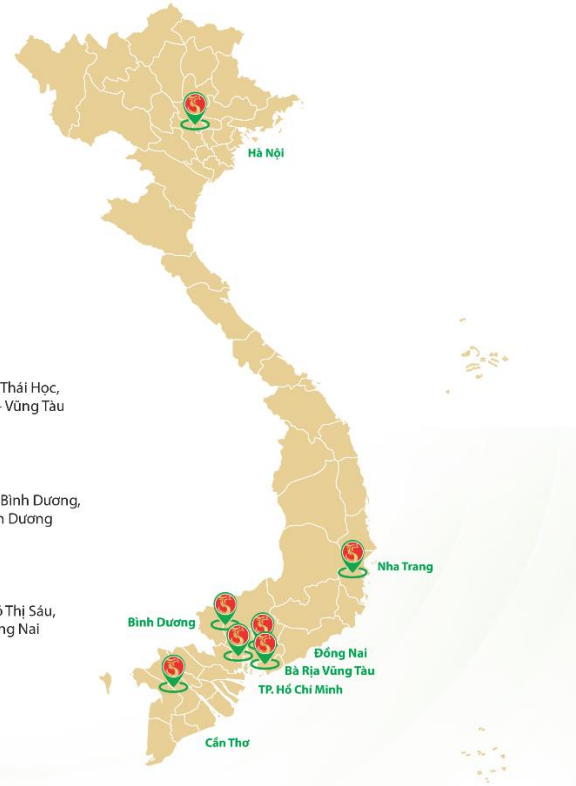 Hà Nội
Thái Học,
- Vũng Tàu
Bình Dương,
Dương
Nha Trang
Thị Sáu,
Nai
Bình Dương
Đồng Nai
Bà Rịa Vũng Tàu
TP. Hồ Chí Minh
Cần Thơ